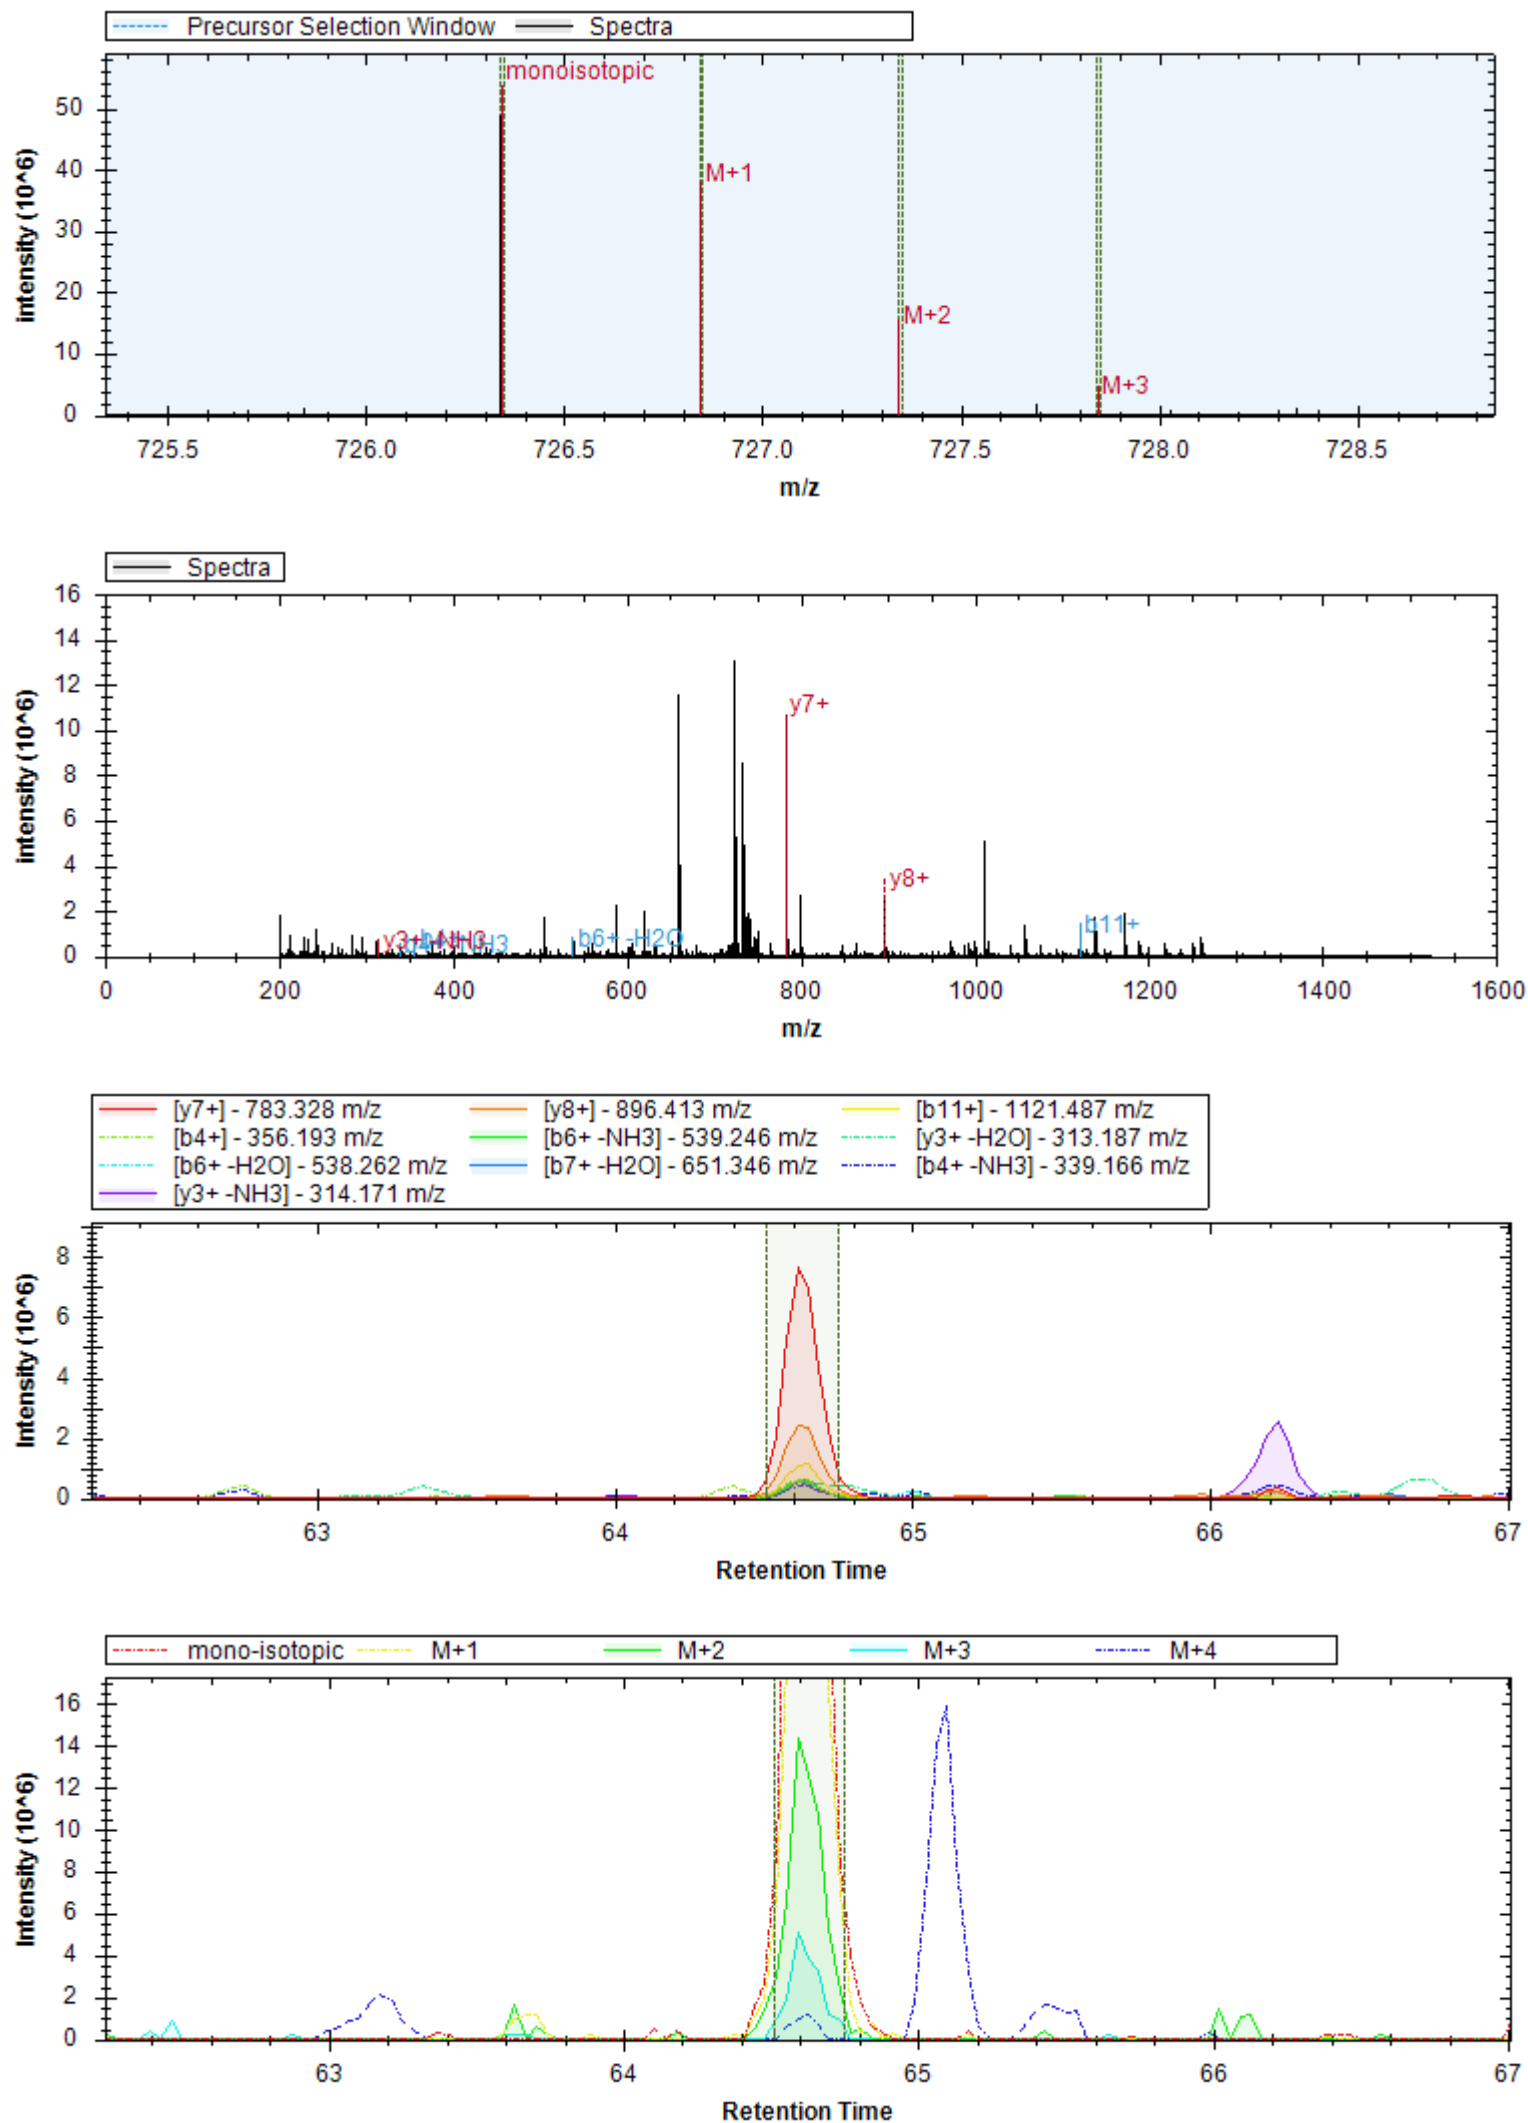 Precursor Selection Window Spectra
monoisotopic
M+1
M+2
M+3
intensity (10^6)
50
40
30
20
10
0
725.5 726.0 726.5 727.0 727.5 728.0 728.5
m/z
Spectra
intensity (10^6)
16
14
12
10
8
6
4
2
0
y7+
y8+
b11+
b6+ -H2O
y3+ -NH3
0 200 400 600 800 1000 1200 1400 1600
m/z
[y7+] - 783.328 m/z [y8+] - 896.413 m/z [b11+] - 1121.487 m/z
[b4+] - 356.193 m/z [b6+ -NH3] - 539.246 m/z [y3+ -H2O] - 313.187 m/z
[b6+ -H2O] - 538.262 m/z [b7+ -H2O] - 651.346 m/z [b4+ -NH3] - 339.166 m/z
[y3+ -NH3] - 314.171 m/z
Intensity (10^6)
8
6
4
2
0
63 64 65 66 67
Retention Time
mono-isotopic M+1 M+2 M+3 M+4
Intensity (10^6)
16
14
12
10
8
6
4
2
0
63 64 65 66 67
Retention Time